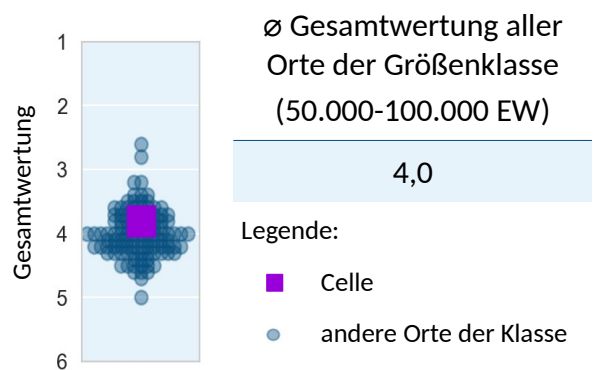 Gesamtwertung
1
2
3
4
5
6
ø Gesamtwertung aller
Orte der Größenklasse
(50.000-100.000 EW)
4,0
Legende:
Celle
andere Orte der Klasse